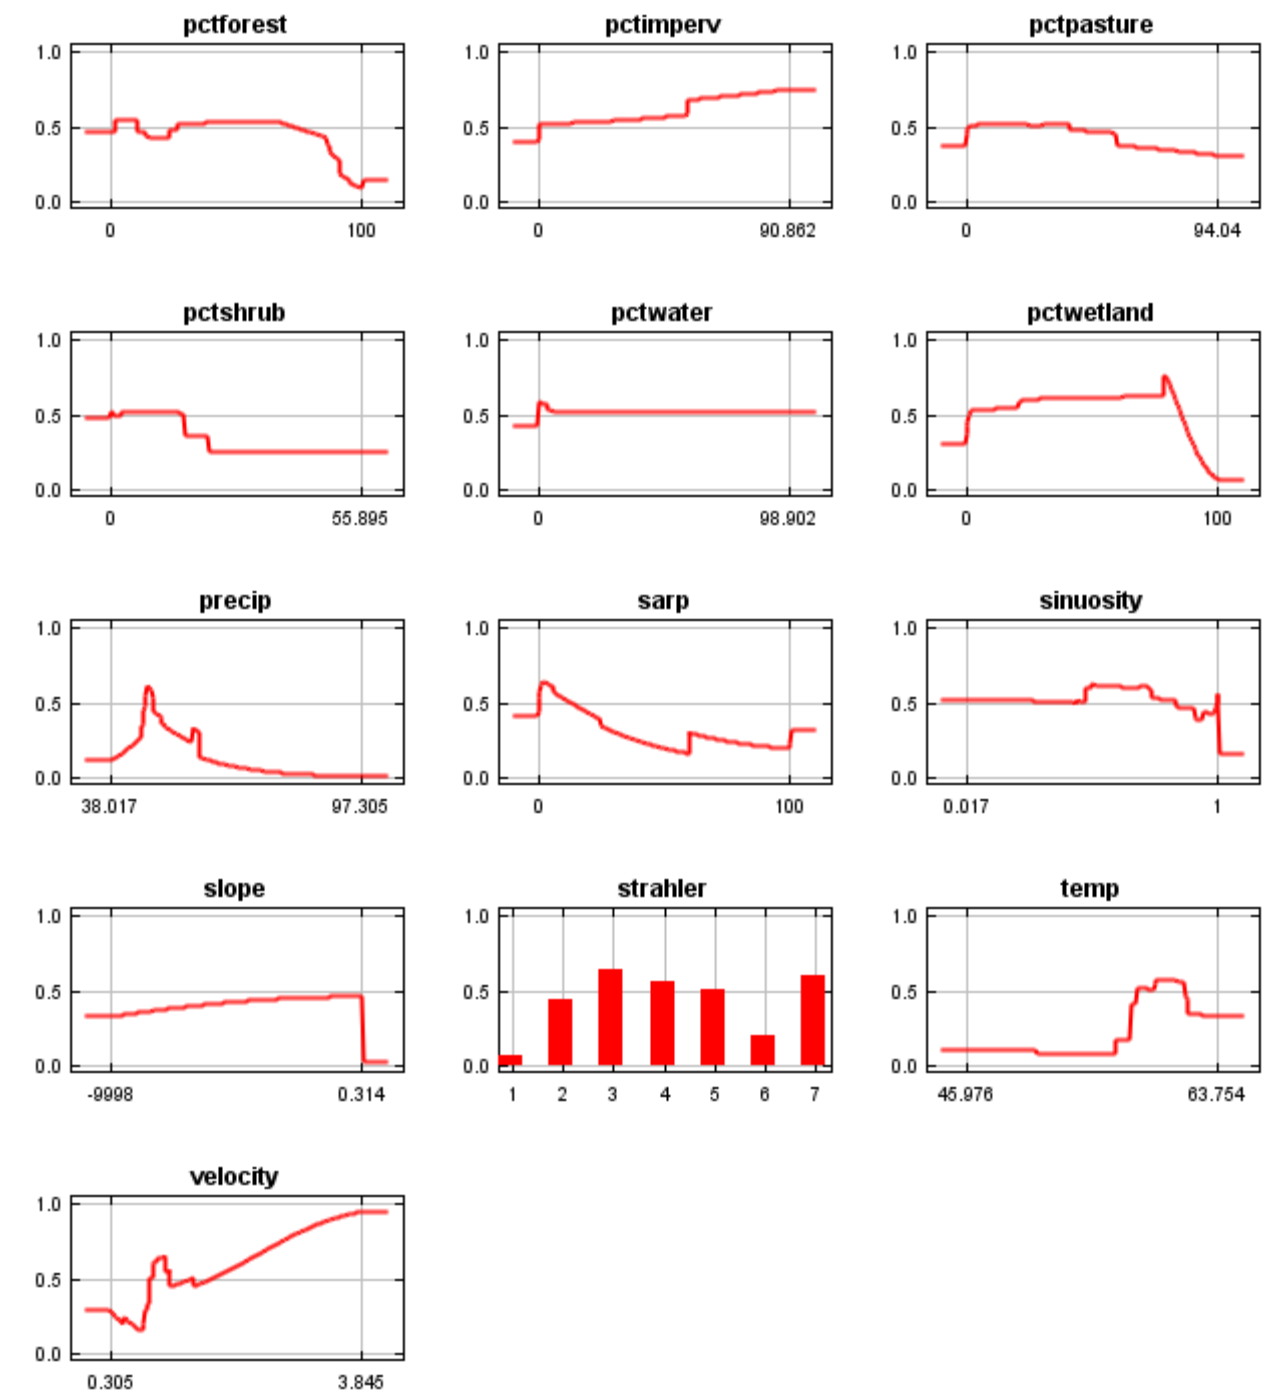 pctforest pctimperv pctpasture
1.0 1.0 1.0
0.5 0.5 0.5
0.0 0.0 0.0
0 100 0 90.862 0 94.04
pctshrub pctwater pctwetland
1.0 1.0 1.0
0.5 0.5 0.5
0.0 0.0 0.0
0 55.895 0 98.902 0 100
precip sarp sinuosity
1.0 1.0 1.0
0.5 0.5 0.5
0.0 0.0 0.0
38.017 97.305 0 100 0.017 1
slope strahler temp
1.0 1.0 1.0
0.5 0.5 0.5
0.0 0.0 0.0
-9998 0.314 1 2 3 4 5 6 7 45.976 63.754
velocity
1.0
0.5
0.0
0.305 3.845